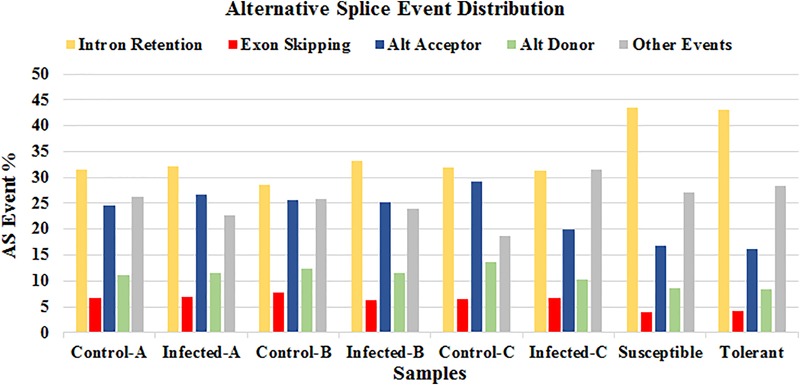 Alternative Splice Event Distribution
Intron Retention Exon Skipping Alt Acceptor Alt Donor Other Events
50
45
40
35
30
25
20
15
10
5
0
AS Event %
Control-A Infected-A Control-B Infected-B Control-C Infected-C Susceptible Tolerant
Samples